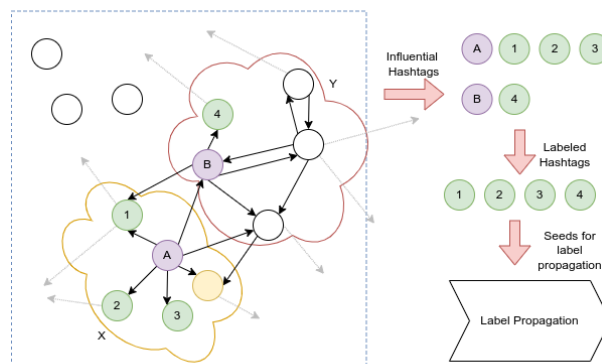 Y
4
B
1
A
2
3
X
Influential
Hashtags
A 1 2 3
B 4
Labeled
Hashtags
1 2 3 4
Seeds for
label
propagation
Label Propagation